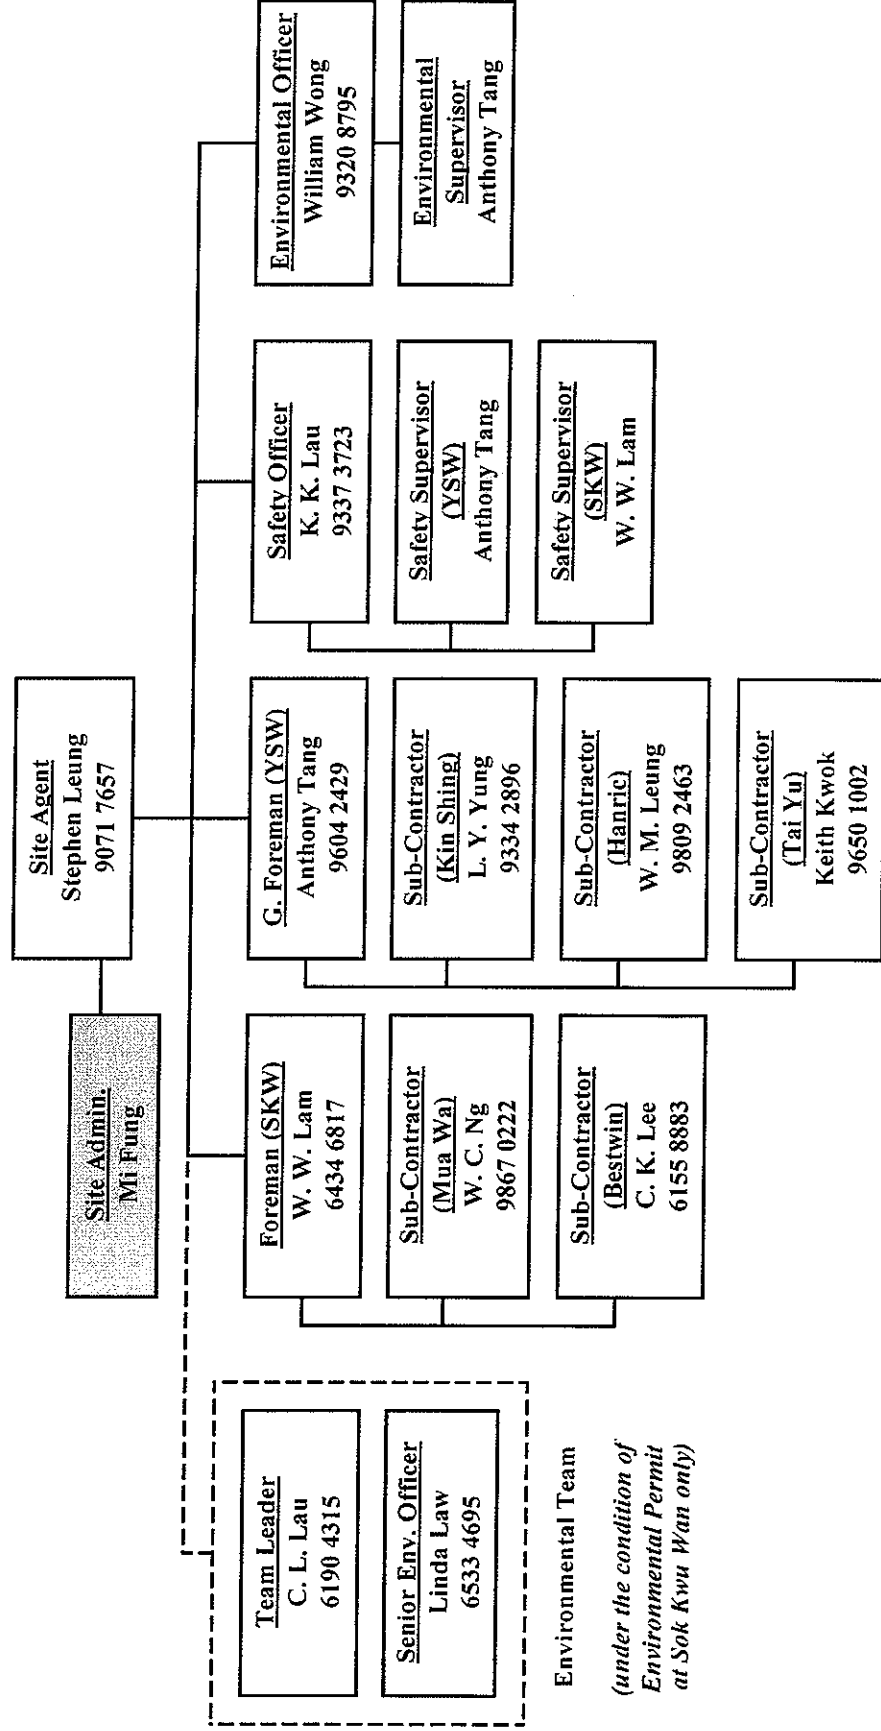 Site Agent
Stephen Leung
9071 7657
Site Admin.
Mi Fung
Team Leader
C. L. Lau
6190 4315
Senior Env. Officer
Linda Law
6533 4695
Environmental Team
(under the condition of
Environmental Permit
at Sok Kwu Wan only)
Foreman (SKW)
W. W. Lam
6434 6817
Sub-Contractor
(Mua Wa)
W. C. Ng
9867 0222
Sub-Contractor
(Bestwin)
C. K. Lee
6155 8883
G. Foreman (YSW)
Anthony Tang
9604 2429
Sub-Contractor
(Kin Shing)
L. Y. Yung
9334 2896
Sub-Contractor
(Hanric)
W. M. Leung
9809 2463
Sub-Contractor
(Tai Yu)
Keith Kwok
9650 1002
Safety Officer
K. K. Lau
9337 3723
Safety Supervisor
(YSW)
Anthony Tang
Safety Supervisor
(SKW)
W. W. Lam
Environmental Officer
William Wong
9320 8795
Environmental
Supervisor
Anthony Tang